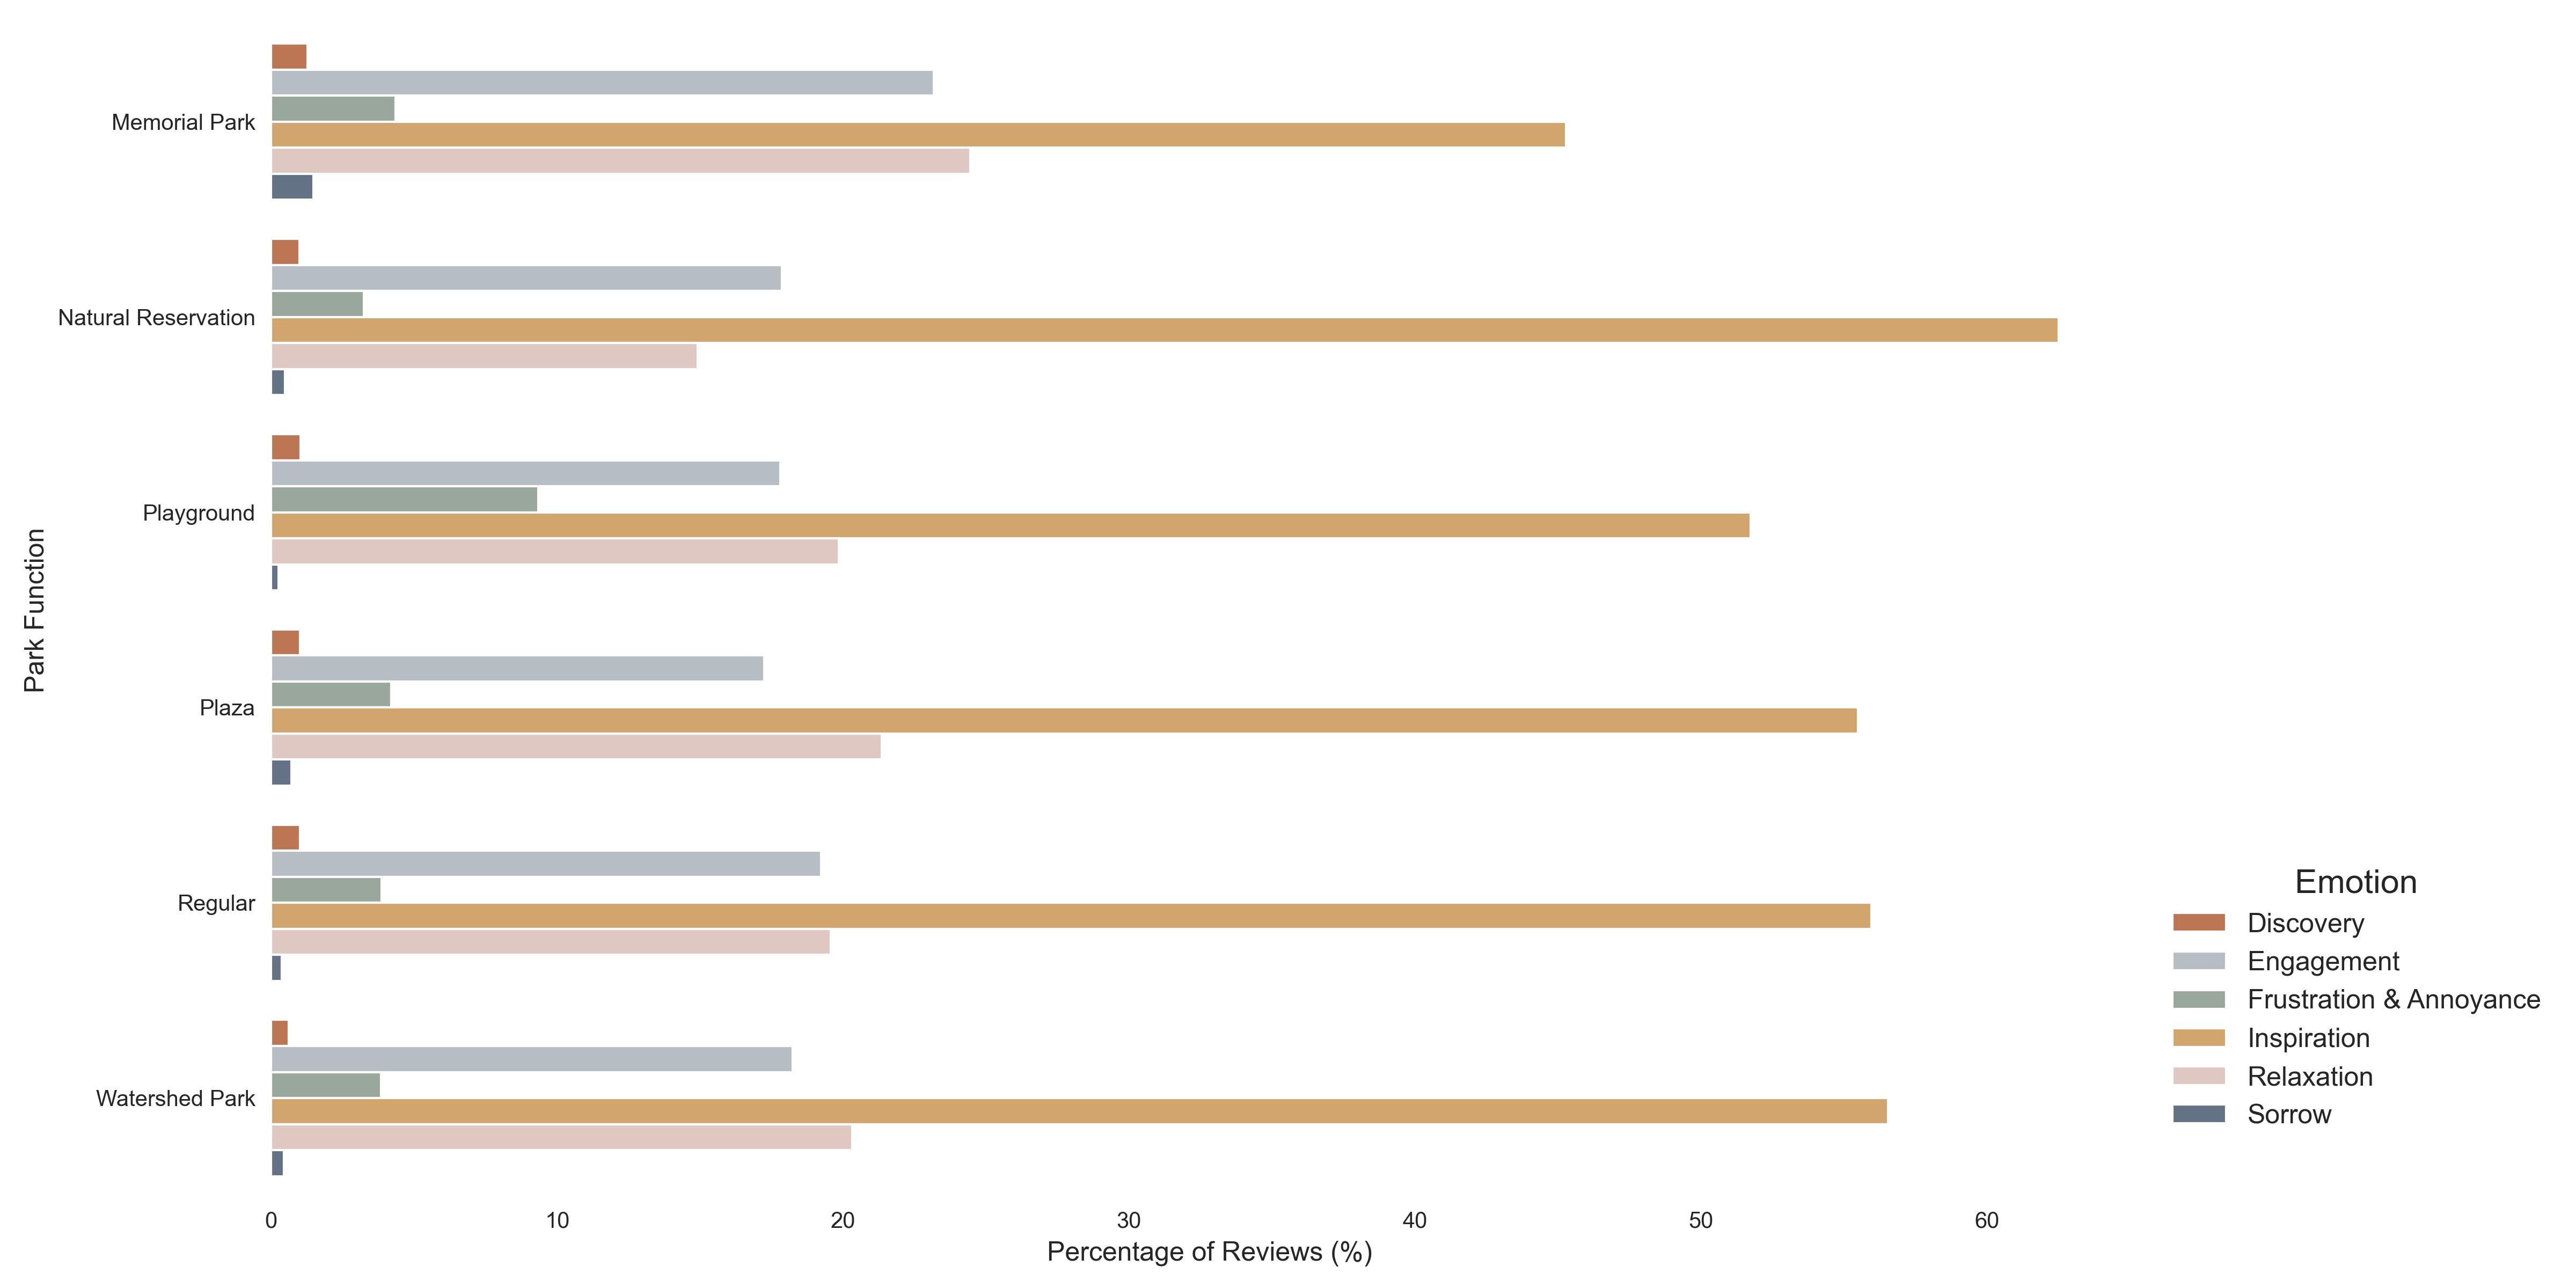 Memorial Park
Natural Reservation
Playground
Plaza
Regular
Watershed Park
Park Function
0 10 20 30 40 50 60
Percentage of Reviews (%)
Emotion
Discovery
Engagement
Frustration & Annoyance
Inspiration
Relaxation
Sorrow